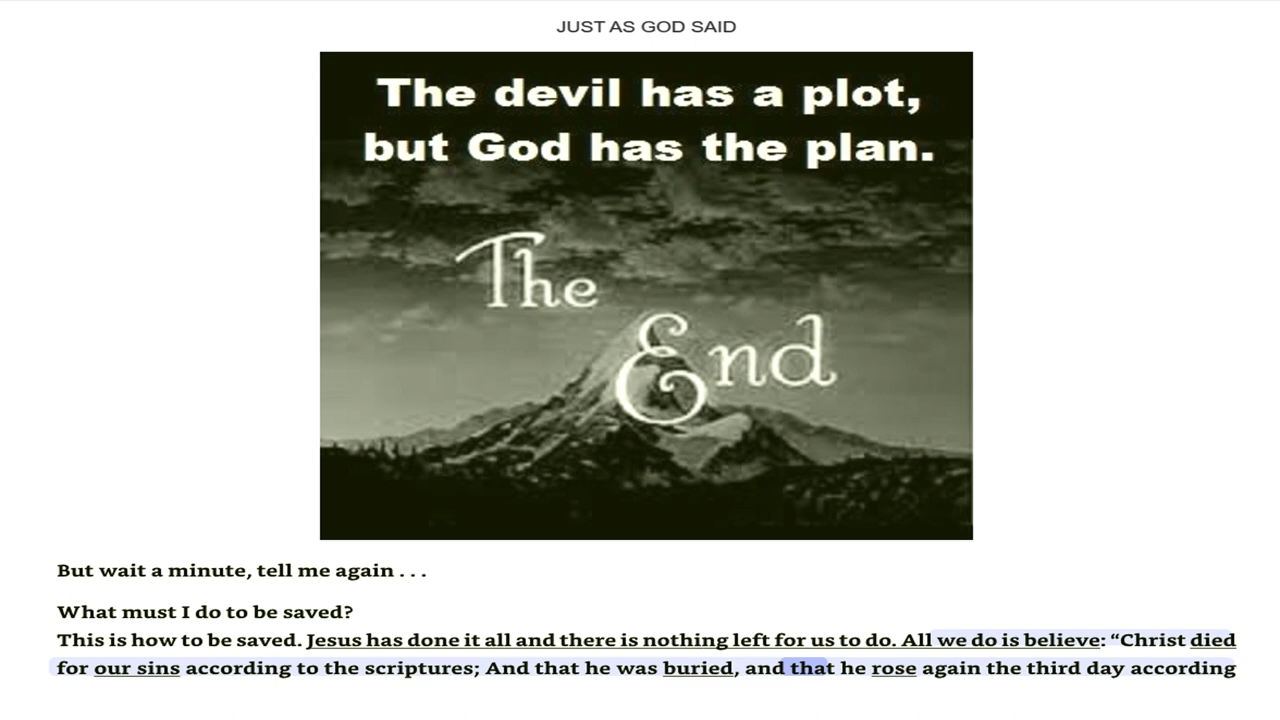 JUST AS GOD SAID
The devil has a plot,
but God has the plan.
The
End
But wait a minute, tell me again . . .
What must I do to be saved?
This is how to be saved. Jesus has done it all and there is nothing left for us to do. All we do is believe: “Christ died
for our sins according to the scriptures; And that he was buried, and that he rose again the third day according